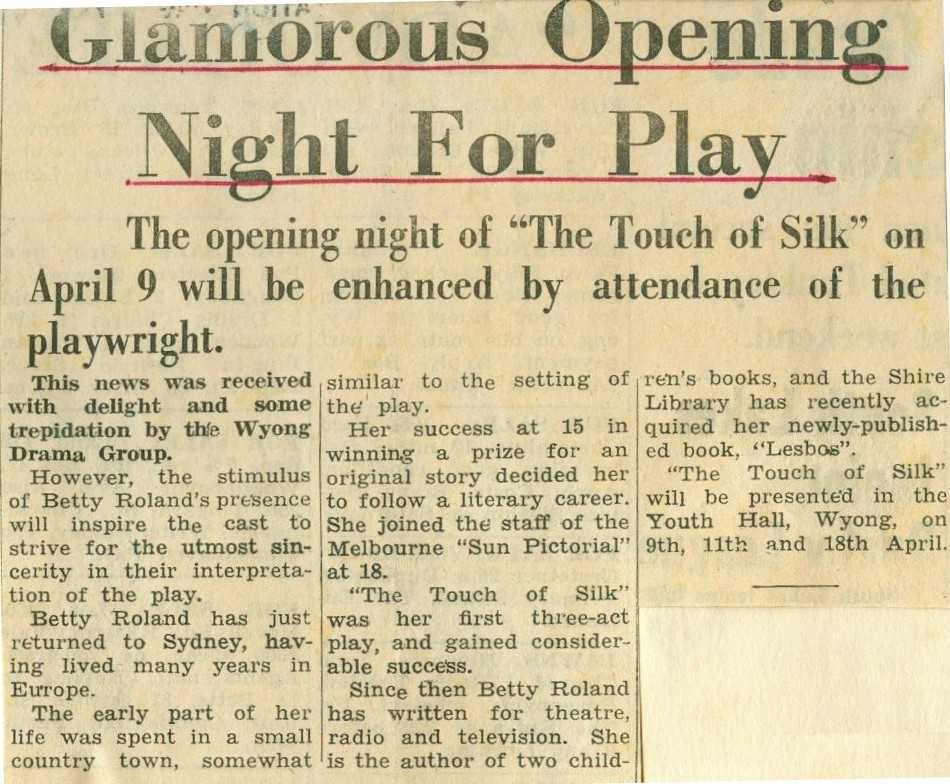 Glamorous Opening
Night For Play
The opening night of “The Touch of Silk” on
April 9 will be enhanced by attendance of the
playwright.
This news was received
with delight and some
trepidation by the Wyong
Drama Group.
However, the stimulus
of Betty Roland's presence
will inspire the cast to
strive for the utmost sin-
cerity in their interpreta-
tion of the play.
Betty Roland has just
returned to Sydney, hav-
ing lived many years in
Europe.
The early part of her
life was spent in a small
country town, somewhat
similar to the setting of
the play.
Her success at 15 in
winning a prize for an
original story decided her
to follow a literary career.
She joined the staff of the
Melbourne “Sun Pictorial”
at 18.
“The Touch of Silk”
was her first three-act
play, and gained consider-
able success.
Since then Betty Roland
has written for theatre,
radio and television. She
is the author of two child-
ren's books, and the Shire
Library has recently ac-
quired her newly-publish-
ed book, “Lesbos”.
“The Touch of Silk”
will be presented in the
Youth Hall, Wyong, on
9th, 11th and 18th April.